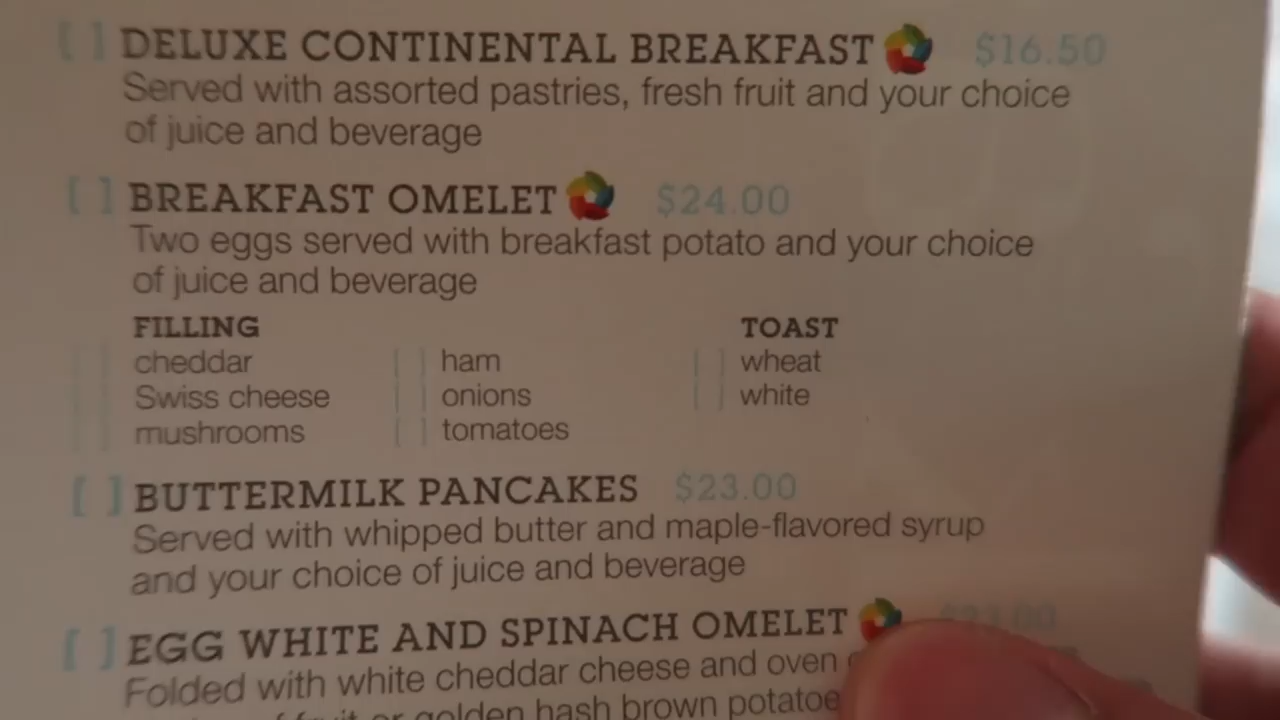 [ ] DELUXE CONTINENTAL BREAKFAST $16.50
Served with assorted pastries, fresh fruit and your choice
of juice and beverage
[ ] BREAKFAST OMELET $24.00
Two eggs served with breakfast potato and your choice
of juice and beverage
FILLING TOAST
[ ] cheddar [ ] ham [ ] wheat
[ ] Swiss cheese [ ] onions [ ] white
[ ] mushrooms [ ] tomatoes
[ ] BUTTERMILK PANCAKES $23.00
Served with whipped butter and maple-flavored syrup
and your choice of juice and beverage
[ ] EGG WHITE AND SPINACH OMELET
Folded with white cheddar cheese and oven
fruit or golden hash brown potatoe